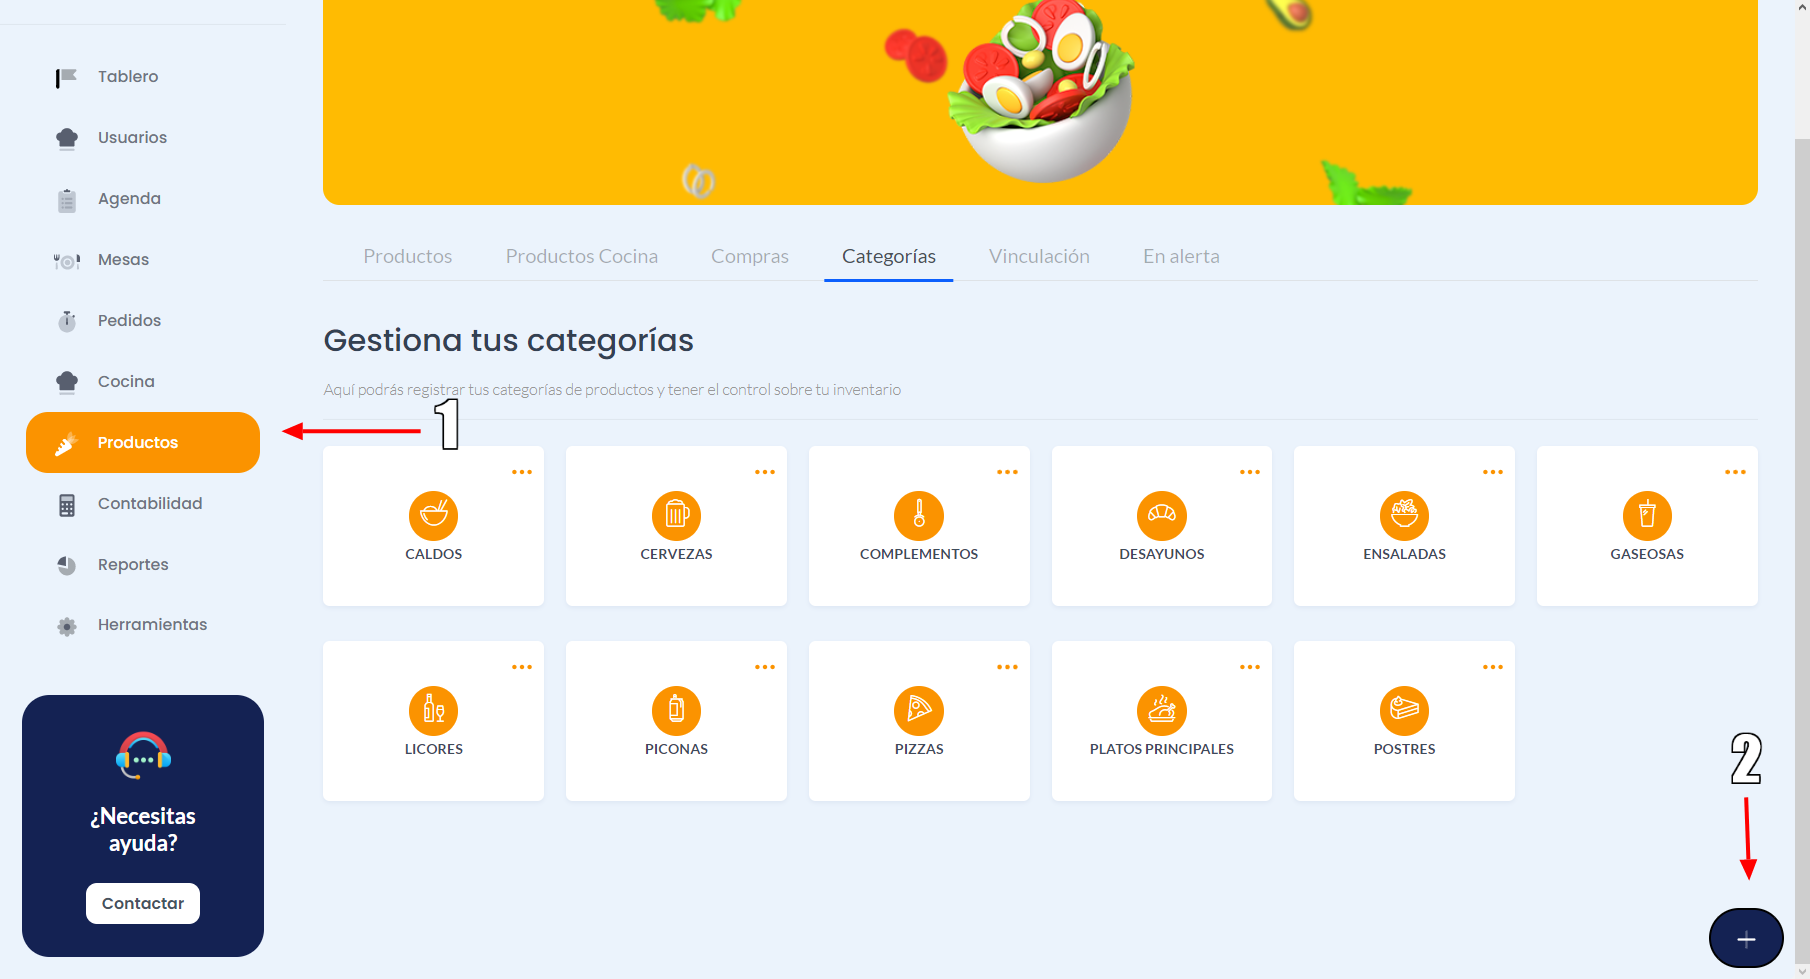 Tablero
Usuarios
Agenda
Mesas
Pedidos
Cocina
Productos
Contabilidad
Reportes
Herramientas
¿Necesitas
ayuda?
Contactar
Productos Productos Cocina Compras Categorías Vinculación En alerta
Gestiona tus categorías
Aquí podrás registrar tus categorías de productos y tener el control sobre tu inventario
1
CALDOS CERVEZAS COMPLEMENTOS DESAYUNOS ENSALADAS GASEOSAS
LICORES PICONAS PIZZAS PLATOS PRINCIPALES POSTRES
2
+